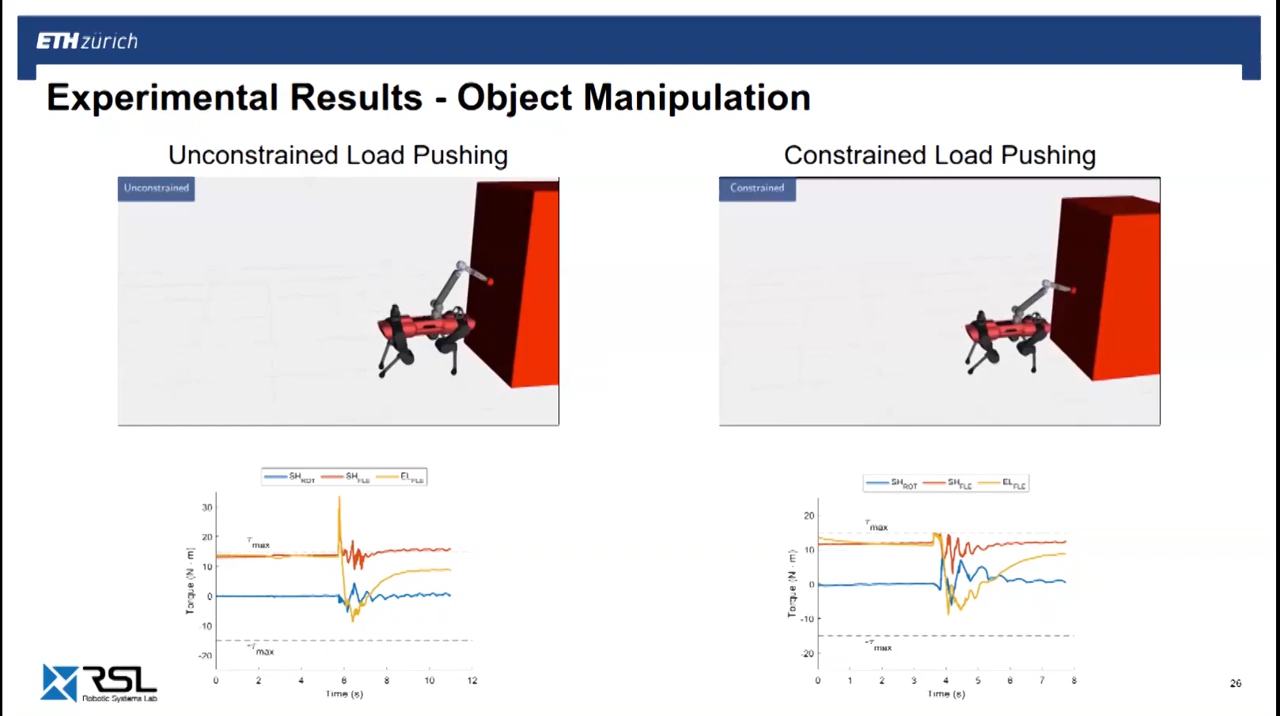 ETH zürich
Experimental Results - Object Manipulation
Unconstrained Load Pushing
Constrained Load Pushing
Unconstrained
Constrained
SH_ROT SH_FLE EL_FLE
30
20
10
0
-10
-20
Torque (N · m)
τ_max
-τ_max
0 2 4 6 8 10 12
Time (s)
SH_ROT SH_FLE EL_FLE
20
10
0
-10
-20
Torque (N · m)
τ_max
-τ_max
0 1 2 3 4 5 6 7 8
Time (s)
RSL
Robotic Systems Lab
26